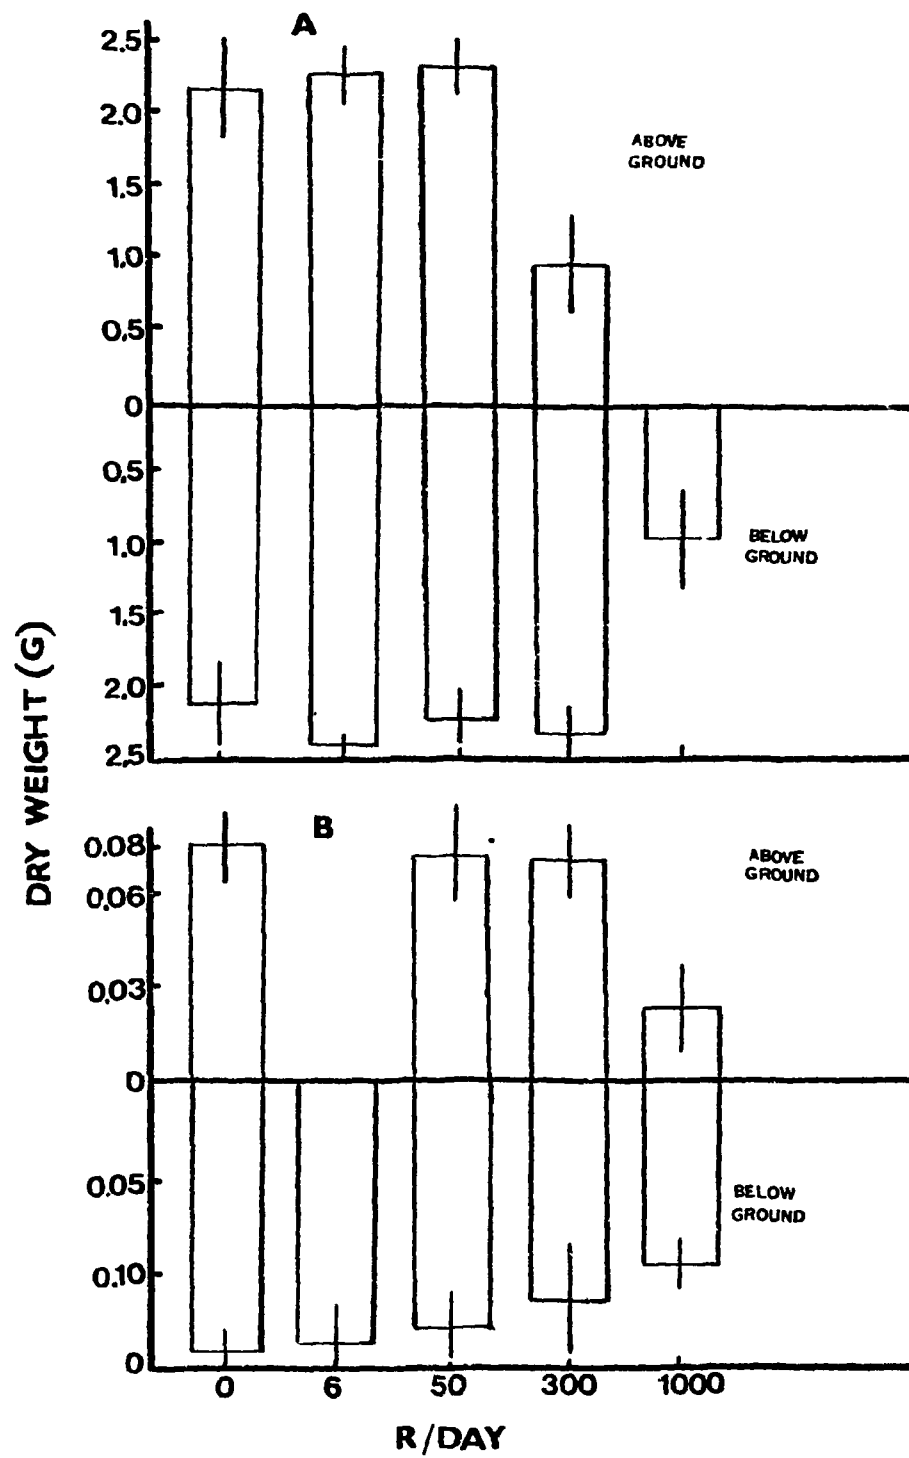 A
2.5
2.0
1.5
1.0
0.5
0
0.5
1.0
1.5
2.0
2.5
ABOVE
GROUND
BELOW
GROUND
DRY WEIGHT (G)
B
0.08
0.06
0.03
0
0.05
0.10
0
ABOVE
GROUND
BELOW
GROUND
0 6 50 300 1000
R/DAY